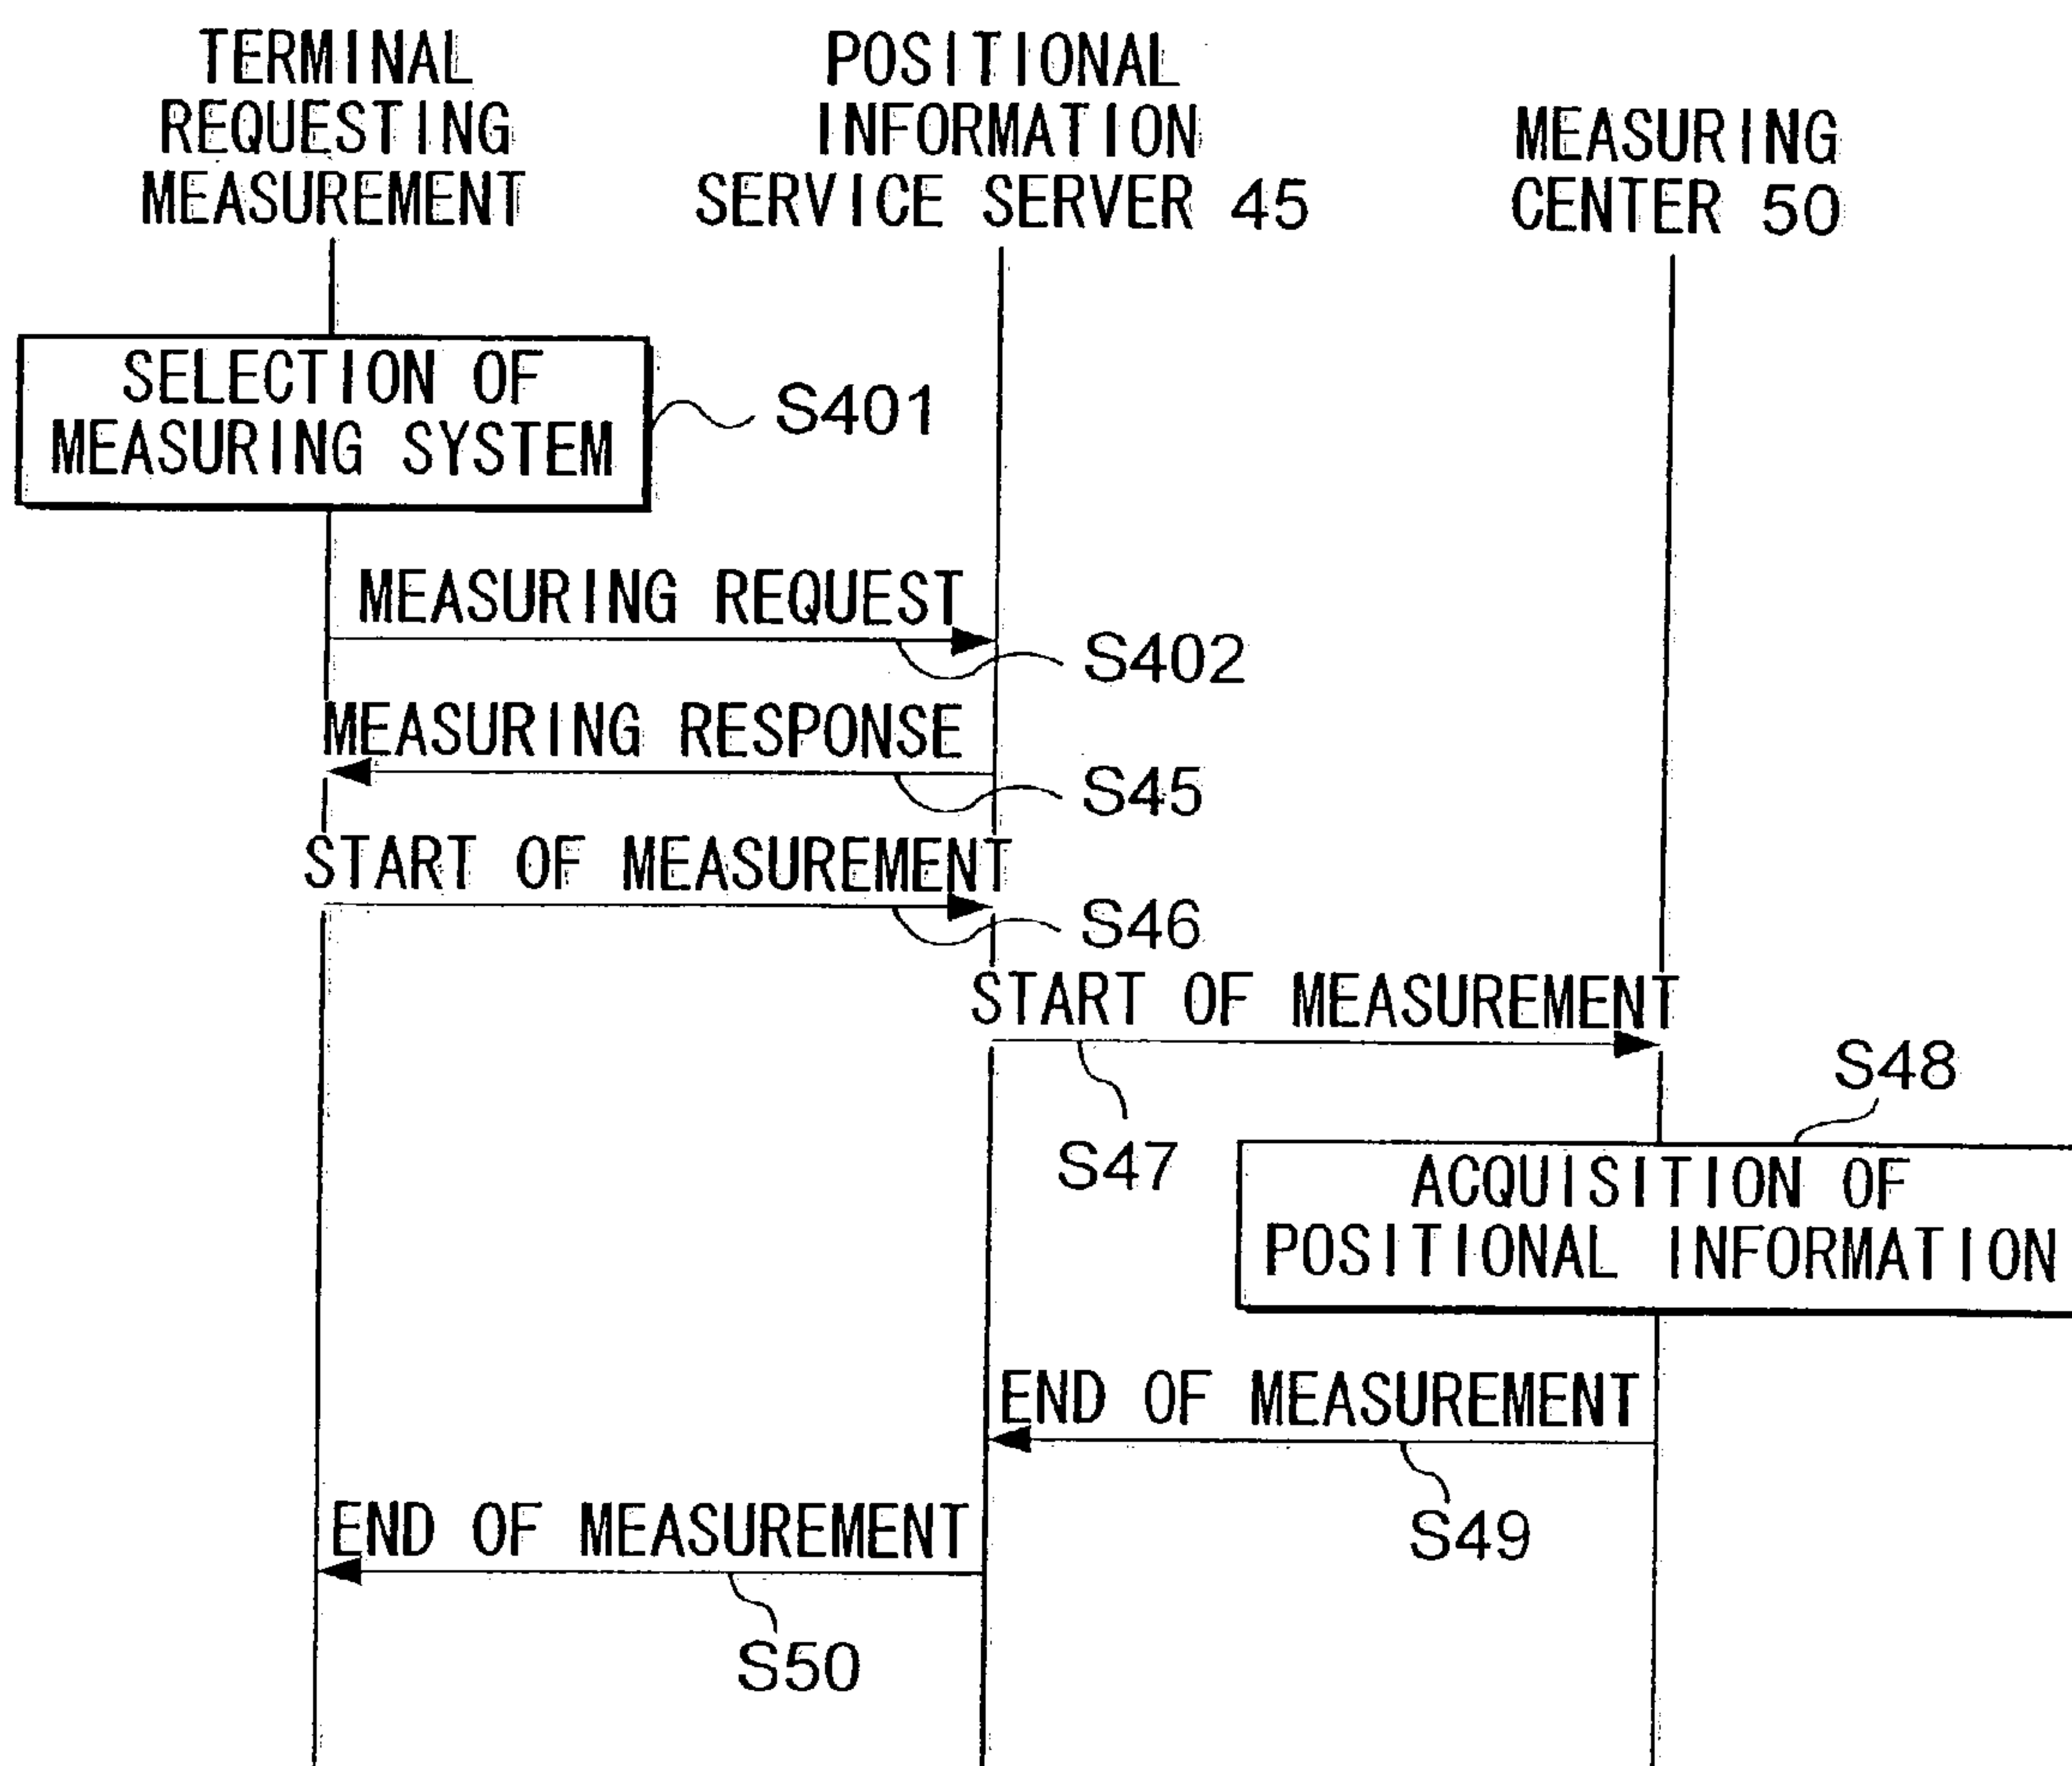 TERMINAL
REQUESTING
MEASUREMENT
POSITIONAL
INFORMATION
SERVICE SERVER 45
MEASURING
CENTER 50
SELECTION OF
MEASURING SYSTEM
S401
MEASURING REQUEST
S402
MEASURING RESPONSE
S45
START OF MEASUREMENT
S46
START OF MEASUREMENT
S47
S48
ACQUISITION OF
POSITIONAL INFORMATION
END OF MEASUREMENT
S49
END OF MEASUREMENT
S50